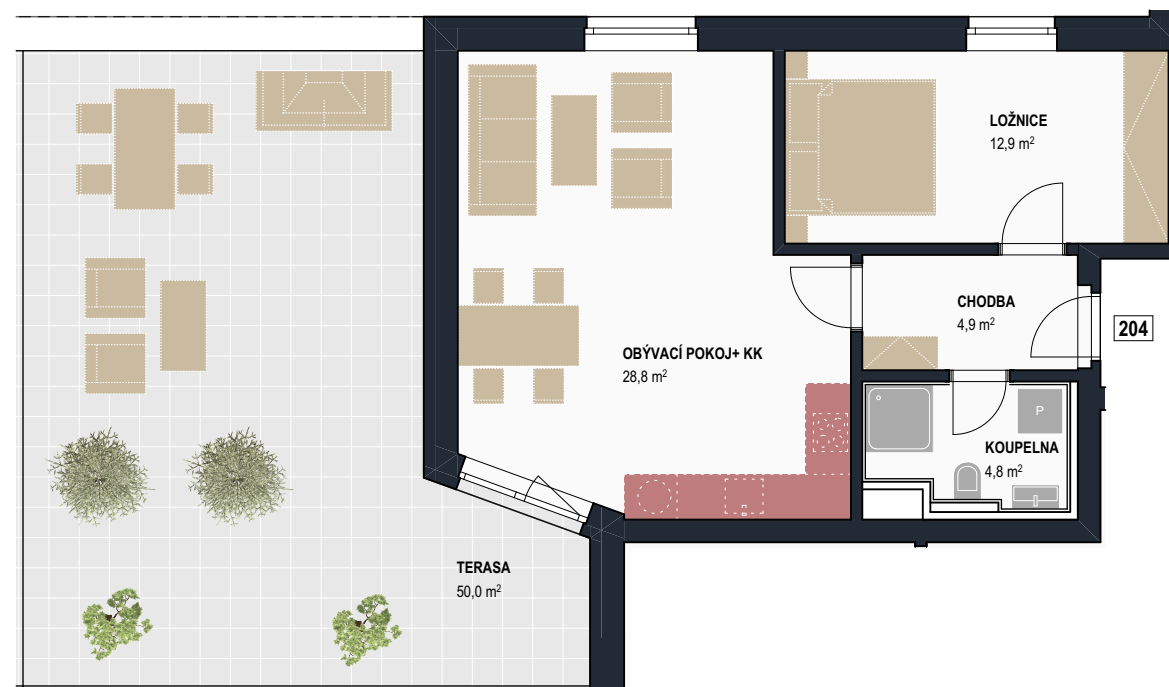 LOŽNICE
12,9 m²
CHODBA
4,9 m²
204
OBÝVACÍ POKOJ+ KK
28,8 m²
P
KOUPELNA
4,8 m²
TERASA
50,0 m²